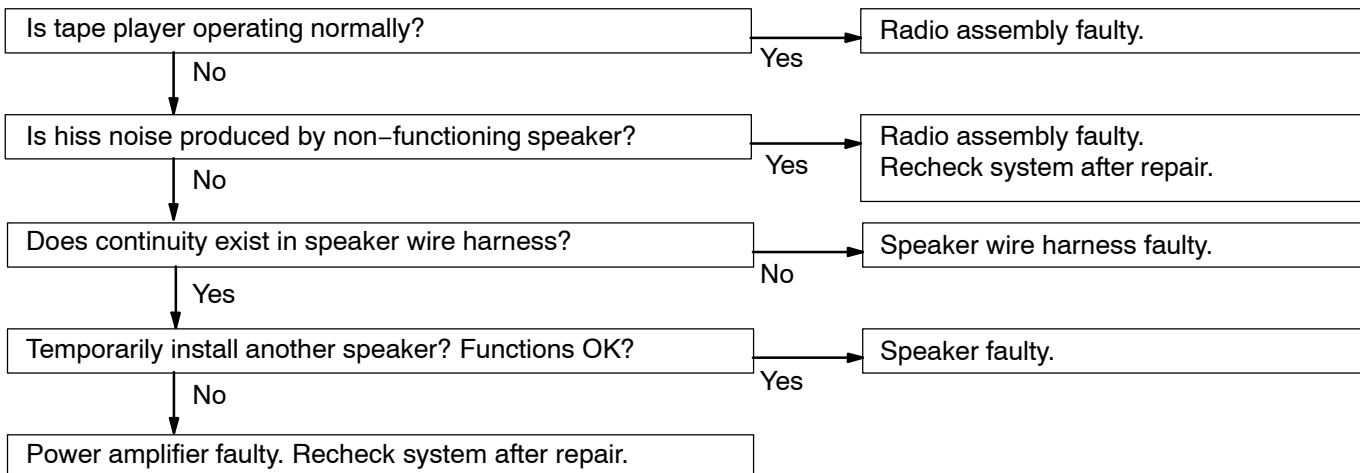 Is tape player operating normally?
Yes
Radio assembly faulty.
No
Is hiss noise produced by non−functioning speaker?
Yes
Radio assembly faulty.
Recheck system after repair.
No
Does continuity exist in speaker wire harness?
No
Speaker wire harness faulty.
Yes
Temporarily install another speaker? Functions OK?
Yes
Speaker faulty.
No
Power amplifier faulty. Recheck system after repair.